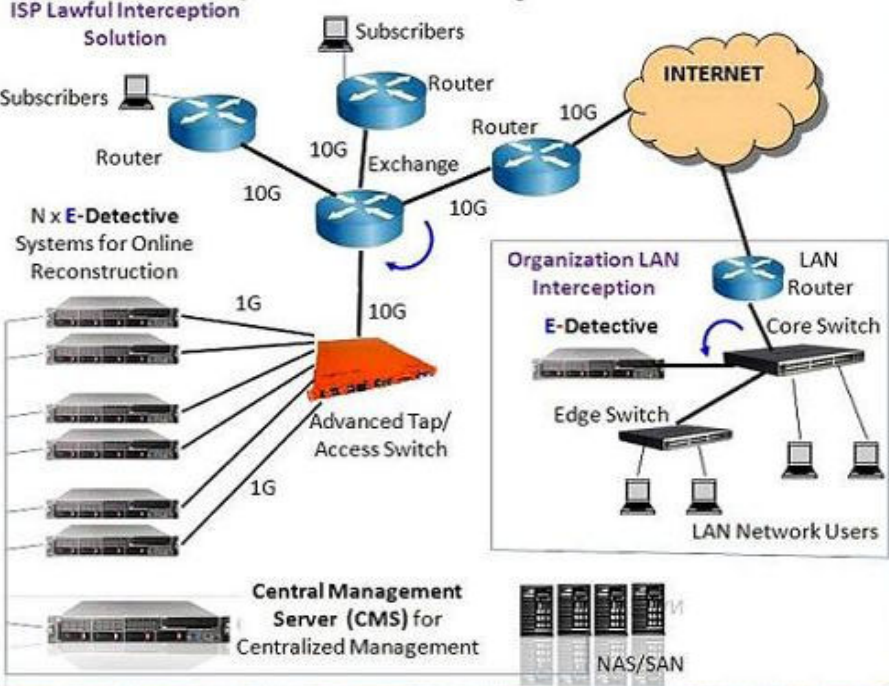 ISP Lawful Interception
Solution
Subscribers
Subscribers
Router
Router
Router
INTERNET
10G
10G
Exchange
10G
10G
N x E-Detective
Systems for Online
Reconstruction
1G
10G
Advanced Tap/
Access Switch
1G
Organization LAN
Interception
LAN
Router
E-Detective
Core Switch
Edge Switch
LAN Network Users
Central Management
Server (CMS) for
Centralized Management
NAS/SAN